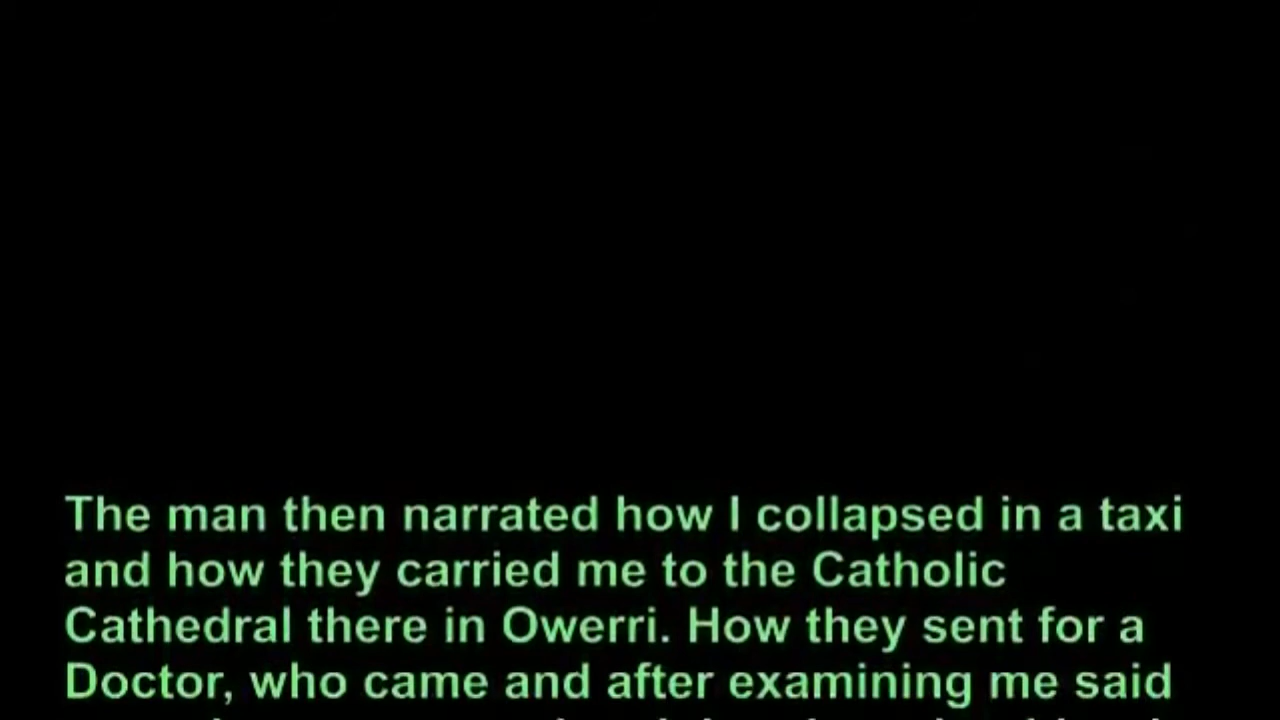 The man then narrated how I collapsed in a taxi
and how they carried me to the Catholic
Cathedral there in Owerri. How they sent for a
Doctor, who came and after examining me said